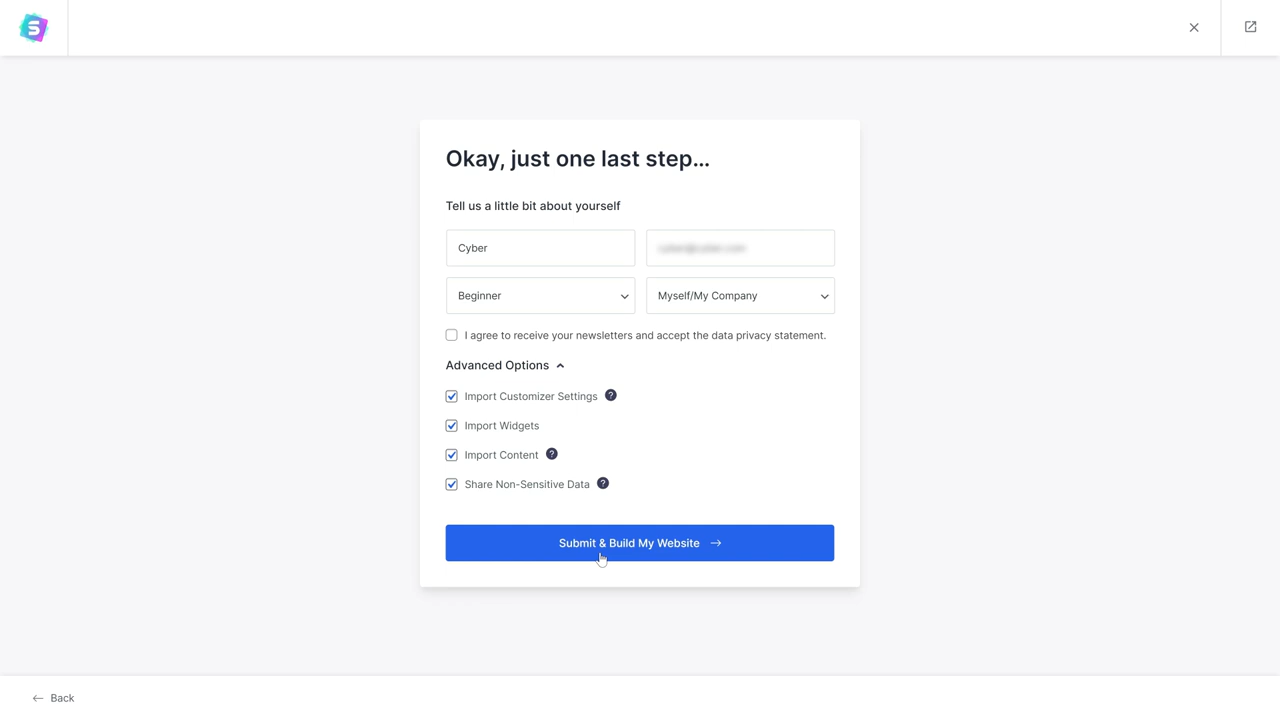 S
Okay, just one last step...
Tell us a little bit about yourself
Cyber
Beginner
Myself/My Company
I agree to receive your newsletters and accept the data privacy statement.
Advanced Options
Import Customizer Settings ?
Import Widgets
Import Content ?
Share Non-Sensitive Data ?
Submit & Build My Website →
← Back